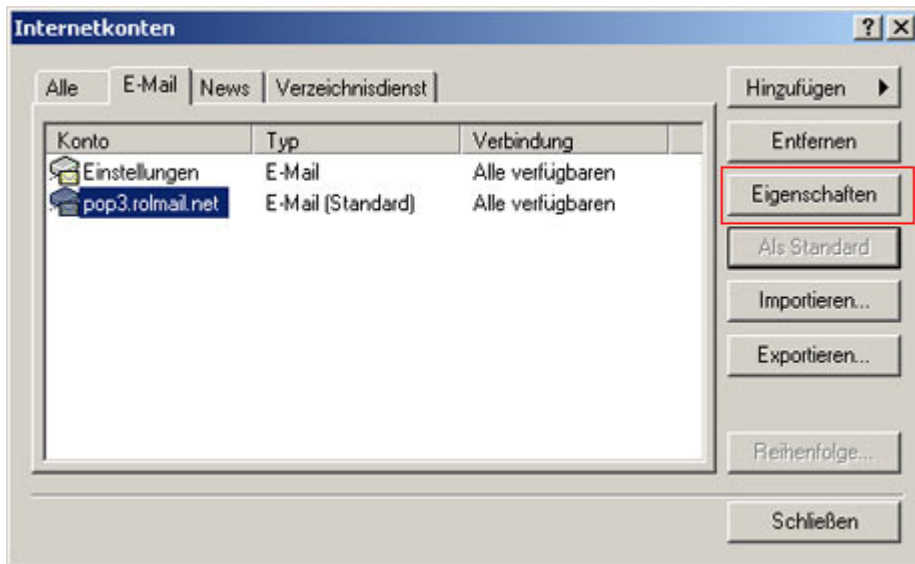 Internetkonten
Alle E-Mail News Verzeichnisdienst
Konto Typ Verbindung
Einstellungen E-Mail Alle verfügbaren
pop3.rolmail.net E-Mail (Standard) Alle verfügbaren
Hinzufügen
Entfernen
Eigenschaften
Als Standard
Importieren...
Exportieren...
Reihenfolge...
Schließen